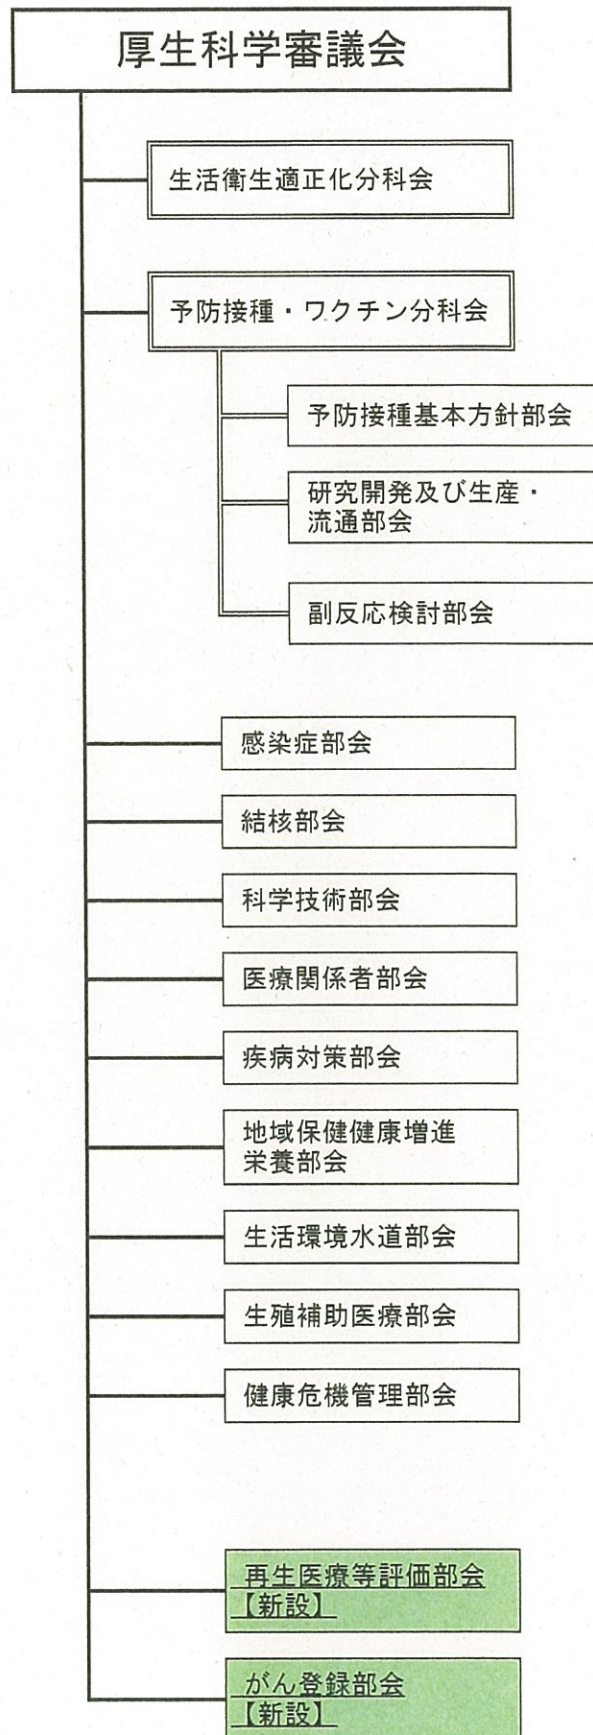 厚生科学審議会
生活衛生適正化分科会
予防接種・ワクチン分科会
予防接種基本方針部会
研究開発及び生産・
流通部会
副反応検討部会
感染症部会
結核部会
科学技術部会
医療関係者部会
疾病対策部会
地域保健健康増進
栄養部会
生活環境水道部会
生殖補助医療部会
健康危機管理部会
再生医療等評価部会
【新設】
がん登録部会
【新設】